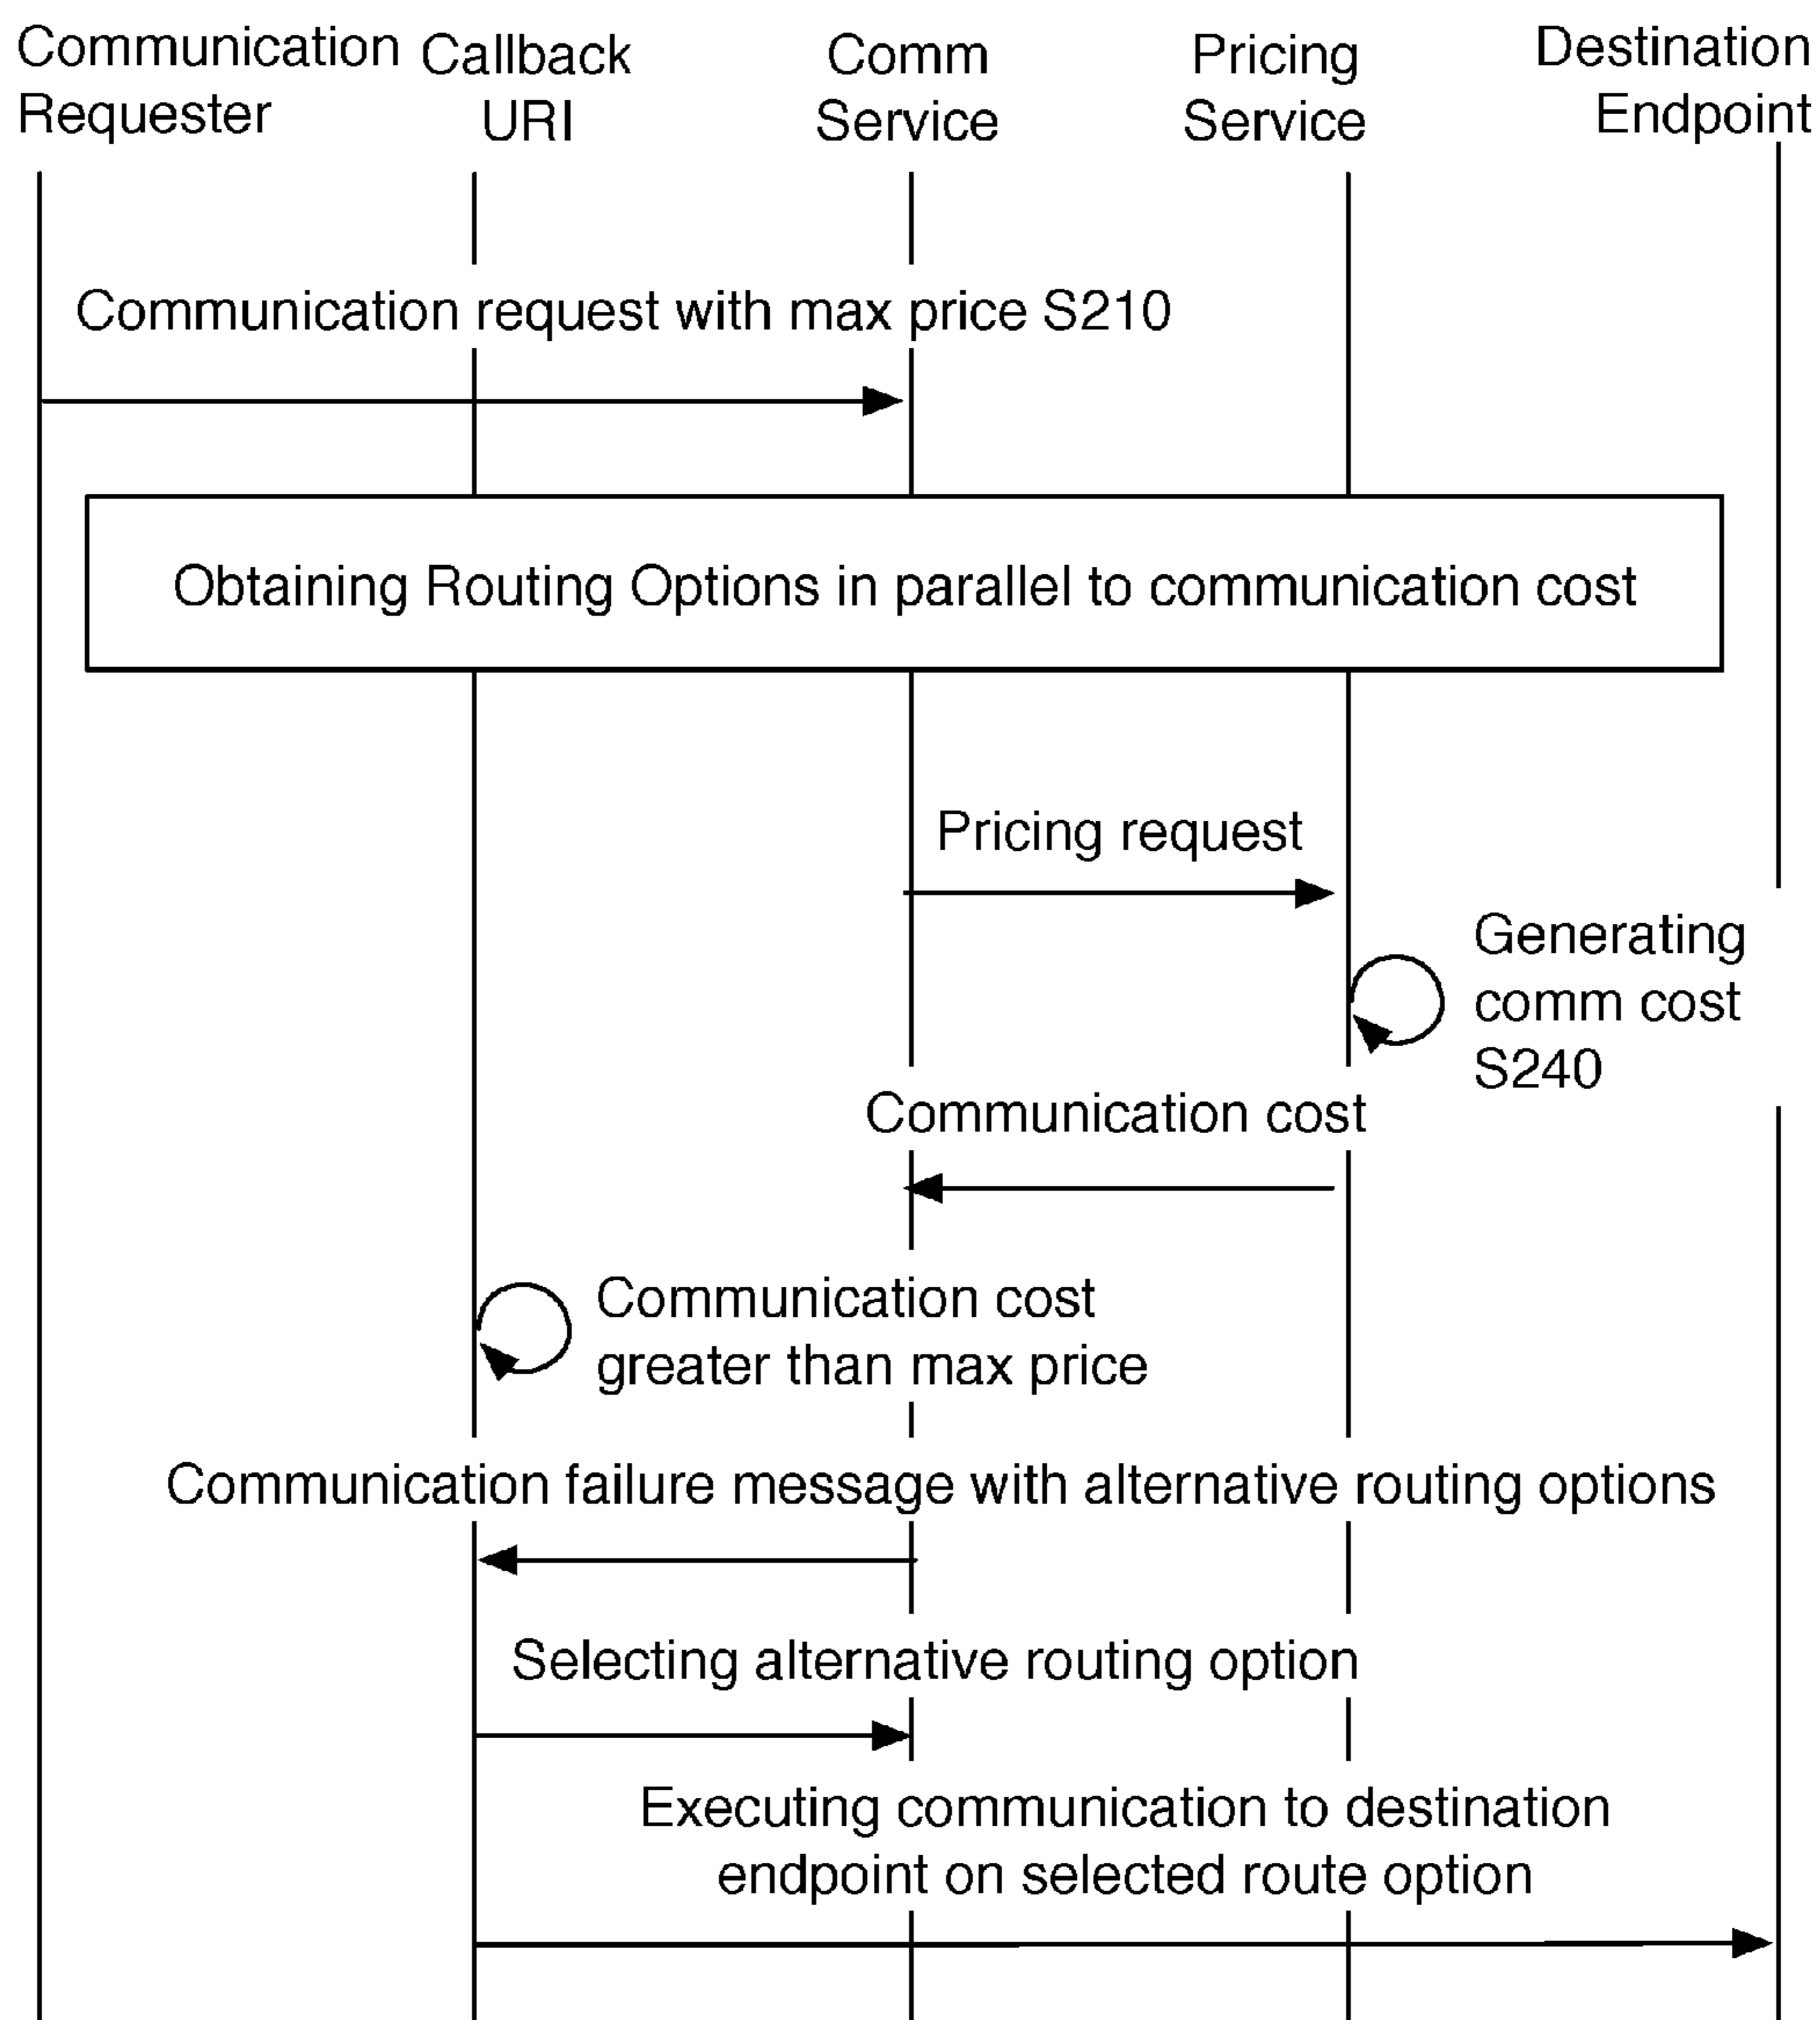 Communication
Requester
Callback
URI
Comm
Service
Pricing
Service
Destination
Endpoint
Communication request with max price S210
Obtaining Routing Options in parallel to communication cost
Pricing request
Generating
comm cost
S240
Communication cost
Communication cost
greater than max price
Communication failure message with alternative routing options
Selecting alternative routing option
Executing communication to destination
endpoint on selected route option